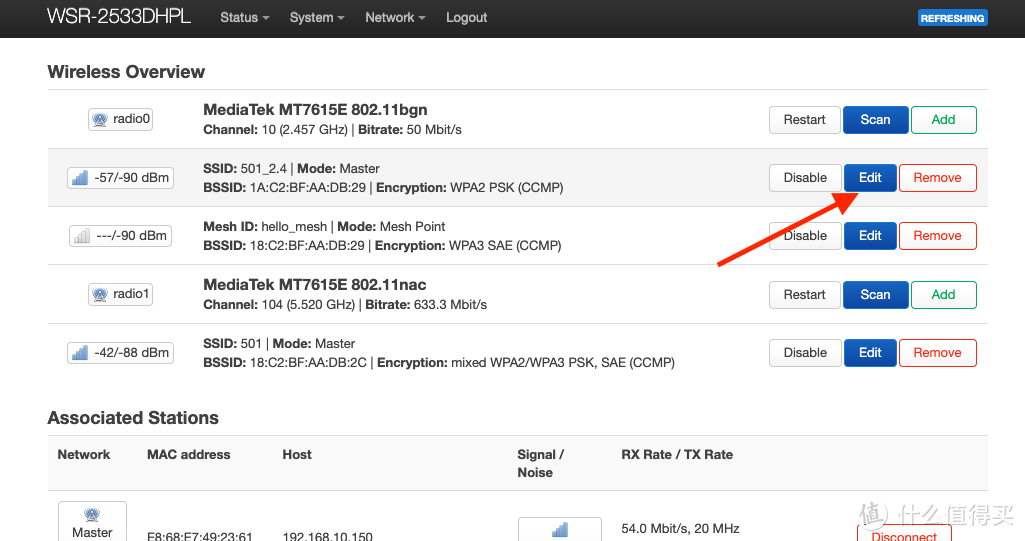 WSR-2533DHPL Status System Network Logout REFRESHING
Wireless Overview
radio0
MediaTek MT7615E 802.11bgn
Channel: 10 (2.457 GHz) | Bitrate: 50 Mbit/s
Restart Scan Add
-57/-90 dBm
SSID: 501_2.4 | Mode: Master
BSSID: 1A:C2:BF:AA:DB:29 | Encryption: WPA2 PSK (CCMP)
Disable Edit Remove
---/-90 dBm
Mesh ID: hello_mesh | Mode: Mesh Point
BSSID: 18:C2:BF:AA:DB:29 | Encryption: WPA3 SAE (CCMP)
Disable Edit Remove
radio1
MediaTek MT7615E 802.11nac
Channel: 104 (5.520 GHz) | Bitrate: 633.3 Mbit/s
Restart Scan Add
-42/-88 dBm
SSID: 501 | Mode: Master
BSSID: 18:C2:BF:AA:DB:2C | Encryption: mixed WPA2/WPA3 PSK, SAE (CCMP)
Disable Edit Remove
Associated Stations
Network MAC address Host Signal / Noise RX Rate / TX Rate
Master
E8:68:E7:49:23:61 192.168.10.150
54.0 Mbit/s, 20 MHz
Disconnect
值 什么值得买